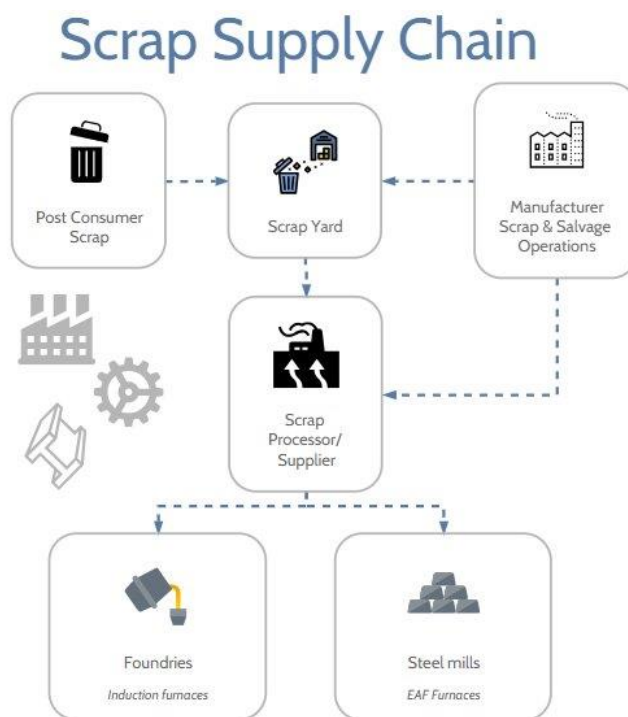 Scrap Supply Chain
Post Consumer
Scrap
Scrap Yard
Manufacturer
Scrap & Salvage
Operations
Scrap
Processor/
Supplier
Foundries
Induction furnaces
Steel mills
EAF Furnaces